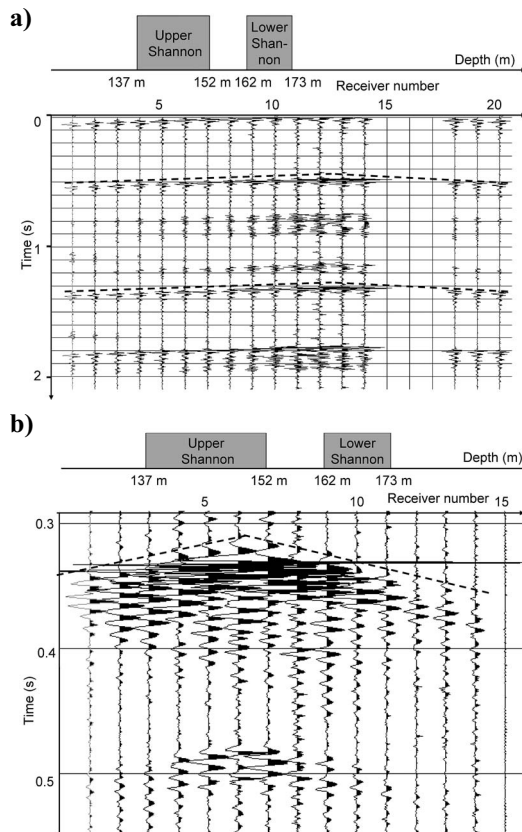 a)
Upper
Shannon
Lower
Shan-
non
Depth (m)
137 m
152 m
162 m
173 m
Receiver number
5
10
15
20
0
1
2
Time (s)
b)
Upper
Shannon
Lower
Shannon
Depth (m)
137 m
152 m
162 m
173 m
Receiver number
5
10
15
0.3
0.4
0.5
Time (s)